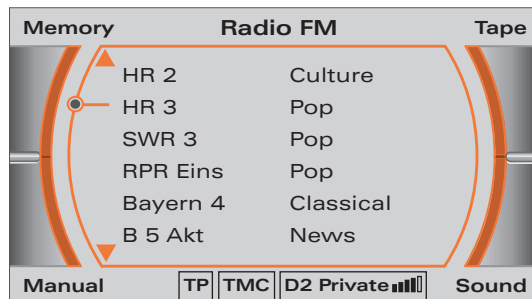 Memory Radio FM Tape
HR 2 Culture
HR 3 Pop
SWR 3 Pop
RPR Eins Pop
Bayern 4 Classical
B 5 Akt News
Manual TP TMC D2 Private Sound